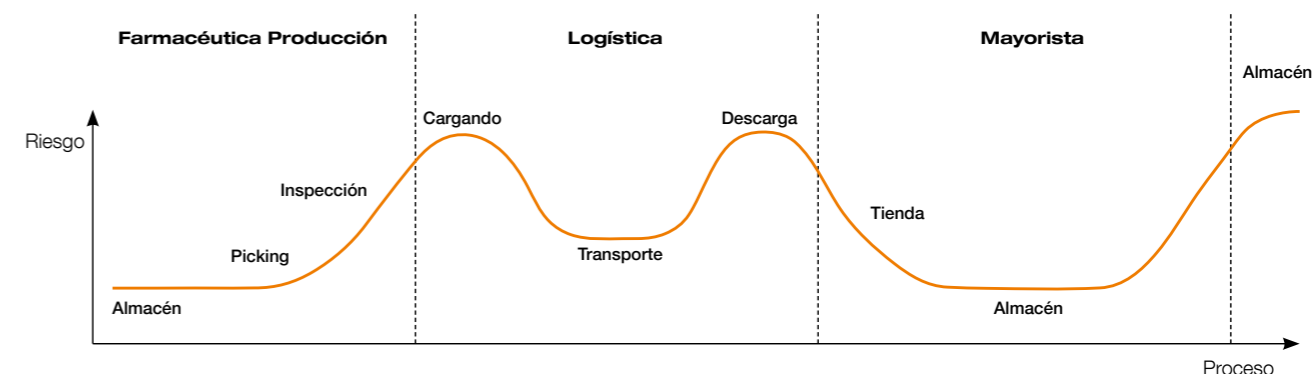 Farmacéutica Producción
Logística
Mayorista
Almacén
Riesgo
Cargando
Descarga
Inspección
Tienda
Picking
Transporte
Almacén
Almacén
Proceso